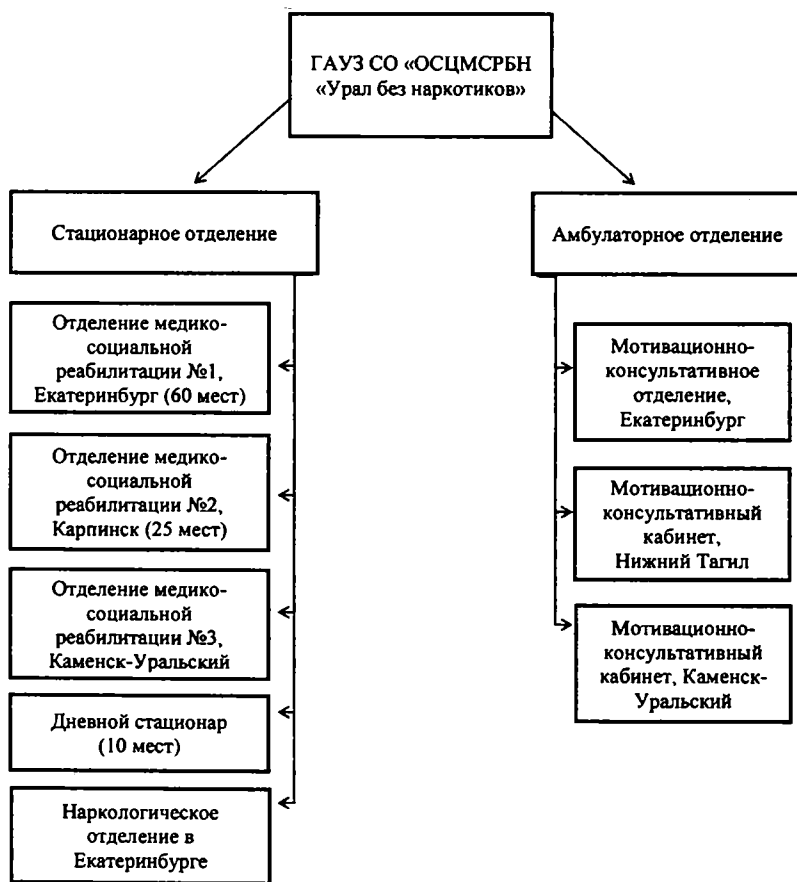 ГАУЗ СО «ОСЦМСРБН
«Урал без наркотиков»
Стационарное отделение
Отделение медико-
социальной
реабилитации №1,
Екатеринбург (60 мест)
Отделение медико-
социальной
реабилитации №2,
Карпинск (25 мест)
Отделение медико-
социальной
реабилитации №3,
Каменск-Уральский
Дневной стационар
(10 мест)
Наркологическое
отделение в
Екатеринбурге
Амбулаторное отделение
Мотивационно-
консультативное
отделение,
Екатеринбург
Мотивационно-
консультативный
кабинет,
Нижний Тагил
Мотивационно-
консультативный
кабинет, Каменск-
Уральский